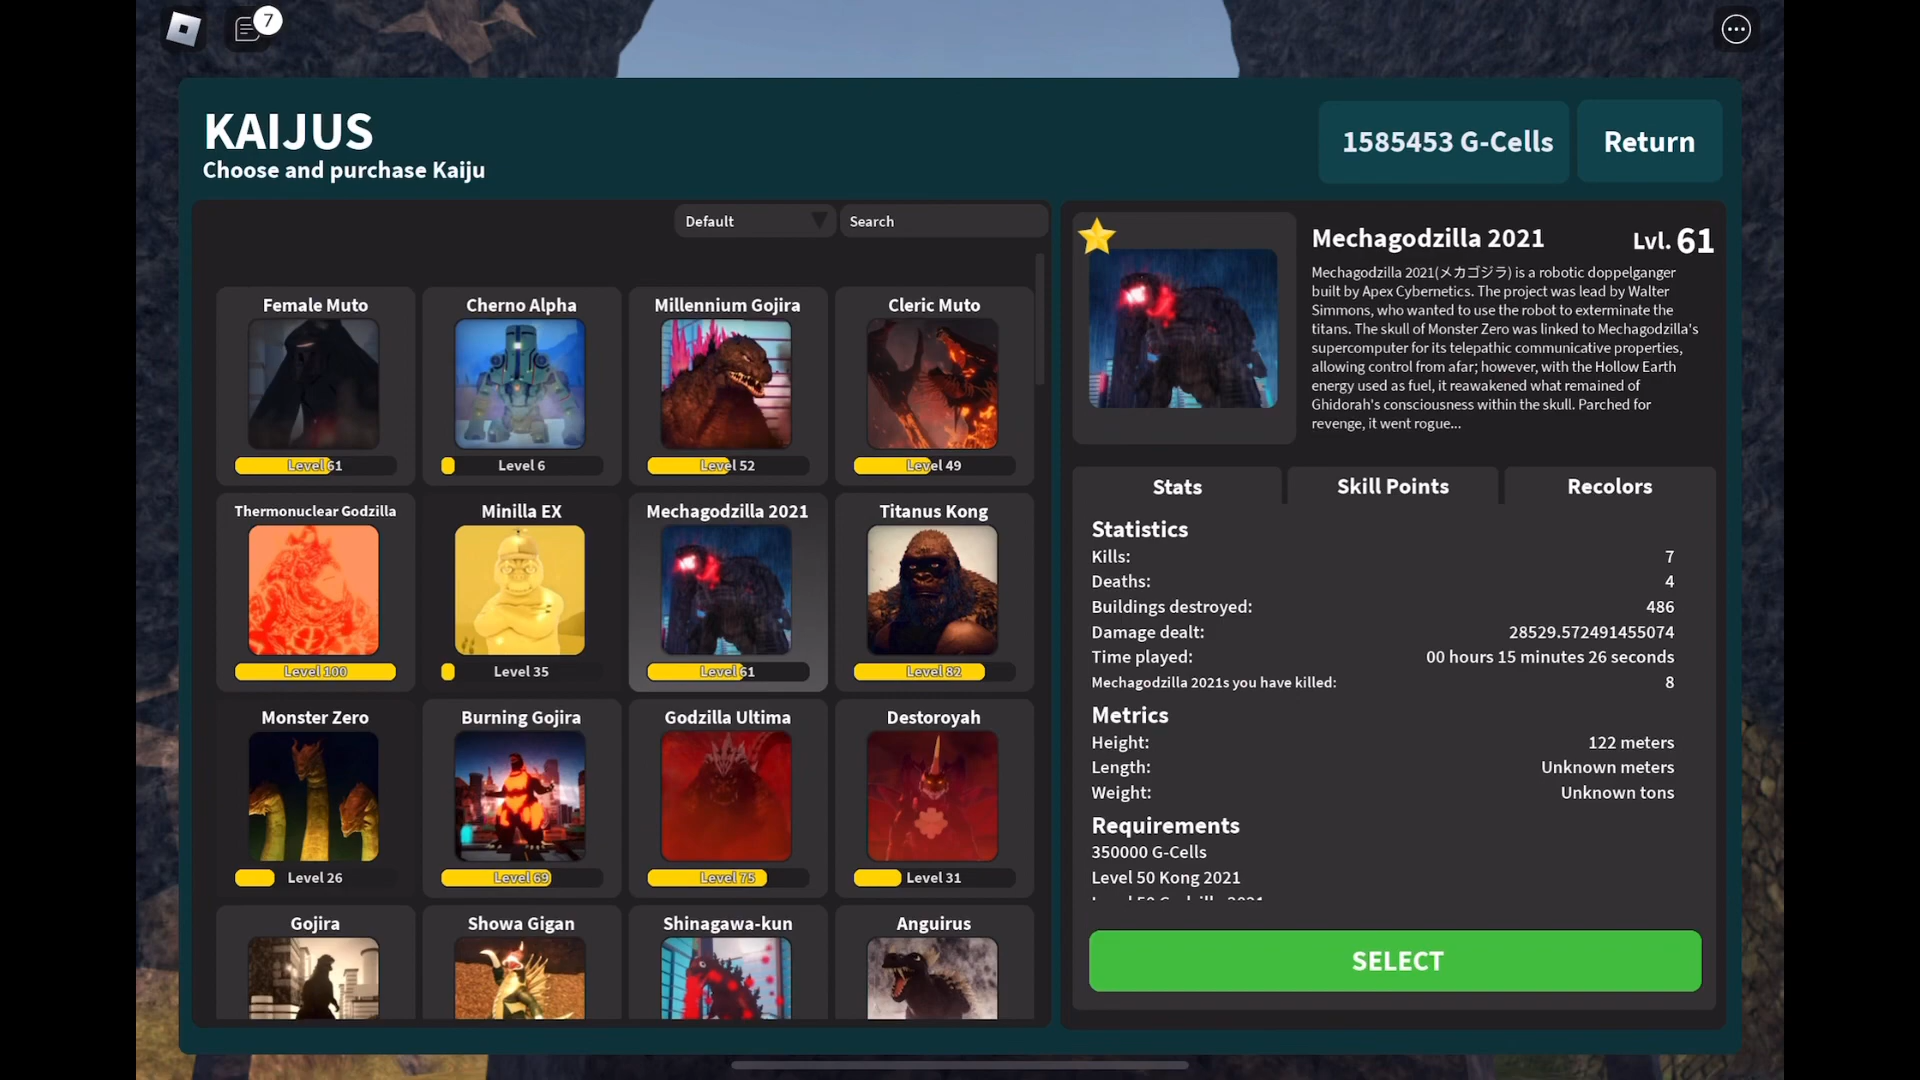 7
KAIJUS
Choose and purchase Kaiju
1585453 G-Cells
Return
Default
Search
Female Muto
Cherno Alpha
Millennium Gojira
Cleric Muto
Level 61
Level 6
Level 52
Level 49
Thermonuclear Godzilla
Minilla EX
Mechagodzilla 2021
Titanus Kong
Level 100
Level 35
Level 61
Level 82
Monster Zero
Burning Gojira
Godzilla Ultima
Destoroyah
Level 26
Level 69
Level 75
Level 31
Gojira
Showa Gigan
Shinagawa-kun
Anguirus
Mechagodzilla 2021
Lvl. 61
Mechagodzilla 2021(メカゴジラ) is a robotic doppelganger
built by Apex Cybernetics. The project was lead by Walter
Simmons, who wanted to use the robot to exterminate the
titans. The skull of Monster Zero was linked to Mechagodzilla's
supercomputer for its telepathic communicative properties,
allowing control from afar; however, with the Hollow Earth
energy used as fuel, it reawakened what remained of
Ghidorah's consciousness within the skull. Parched for
revenge, it went rogue...
Stats
Skill Points
Recolors
Statistics
Kills: 7
Deaths: 4
Buildings destroyed: 486
Damage dealt: 28529.572491455074
Time played: 00 hours 15 minutes 26 seconds
Mechagodzilla 2021s you have killed: 8
Metrics
Height: 122 meters
Length: Unknown meters
Weight: Unknown tons
Requirements
350000 G-Cells
Level 50 Kong 2021
SELECT